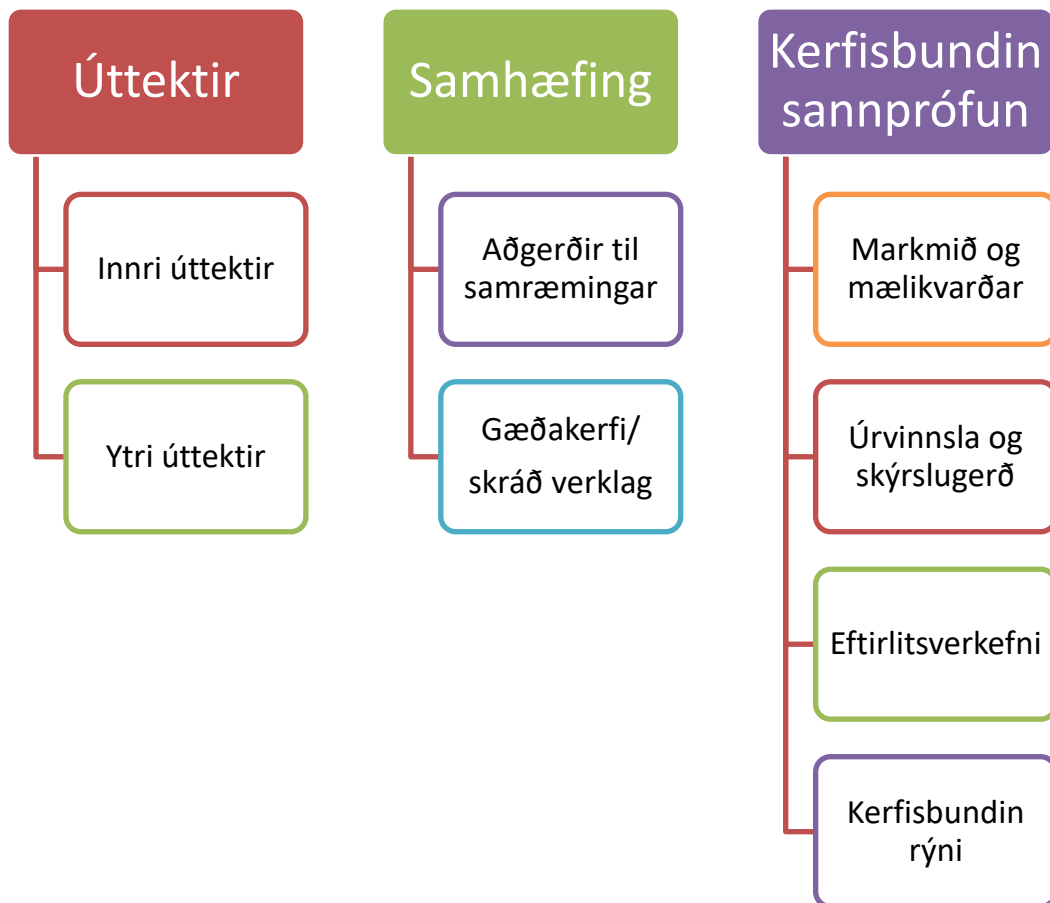 Úttektir
Innri úttektir
Ytri úttektir
Samhæfing
Aðgerðir til
samræmingar
Gæðakerfi/
skráð verklag
Kerfisbundin
sannprófun
Markmið og
mælikvarðar
Úrvinnsla og
skýrslugerð
Eftirlitsverkefni
Kerfisbundin
rýni